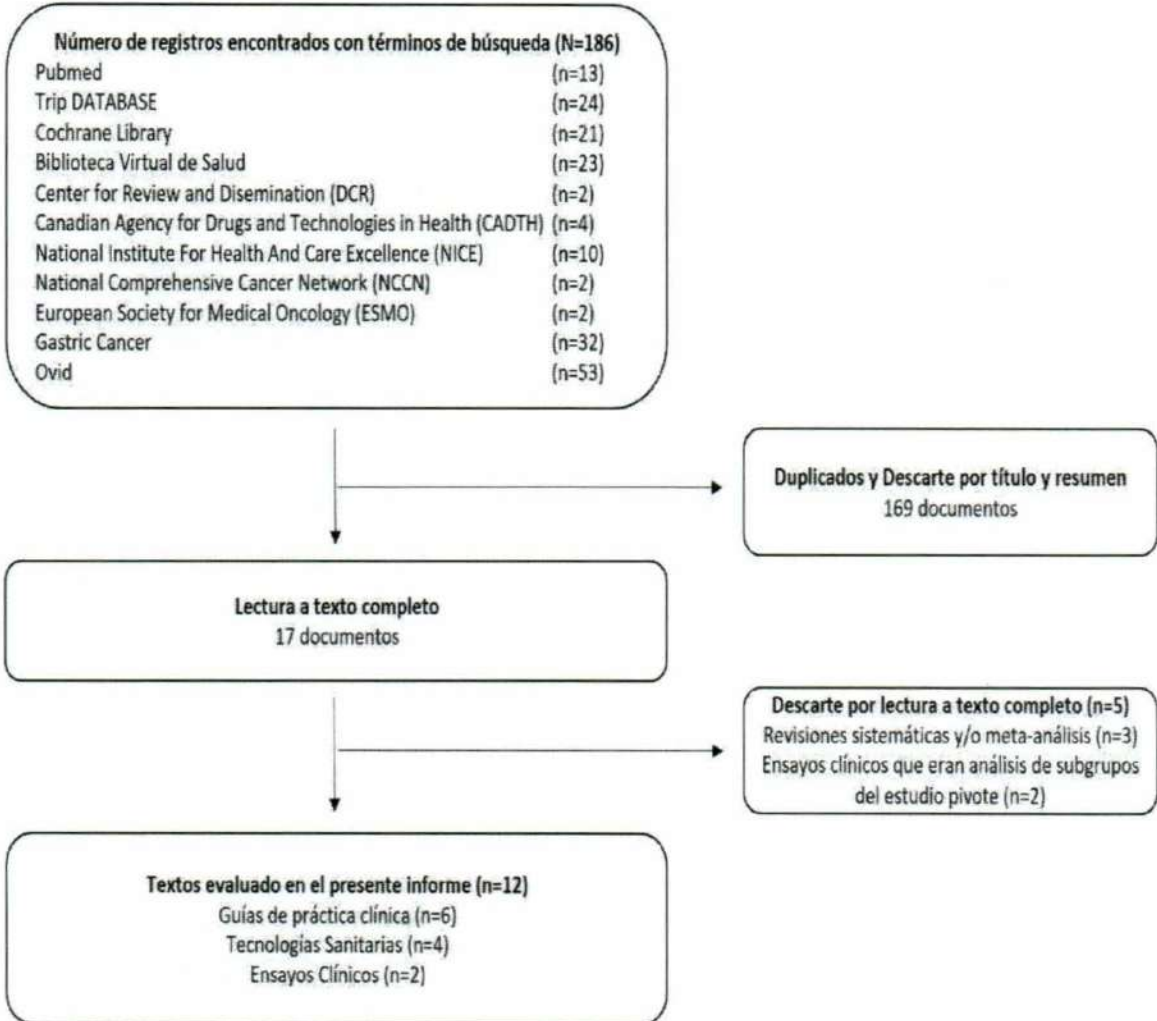 Número de registros encontrados con términos de búsqueda (N=186)
Pubmed (n=13)
Trip DATABASE (n=24)
Cochrane Library (n=21)
Biblioteca Virtual de Salud (n=23)
Center for Review and Disemination (DCR) (n=2)
Canadian Agency for Drugs and Technologies in Health (CADTH) (n=4)
National Institute For Health And Care Excellence (NICE) (n=10)
National Comprehensive Cancer Network (NCCN) (n=2)
European Society for Medical Oncology (ESMO) (n=2)
Gastric Cancer (n=32)
Ovid (n=53)
Duplicados y Descarte por título y resumen
169 documentos
Lectura a texto completo
17 documentos
Descarte por lectura a texto completo (n=5)
Revisiones sistemáticas y/o meta-análisis (n=3)
Ensayos clínicos que eran análisis de subgrupos
del estudio pivote (n=2)
Textos evaluado en el presente informe (n=12)
Guías de práctica clínica (n=6)
Tecnologías Sanitarias (n=4)
Ensayos Clínicos (n=2)